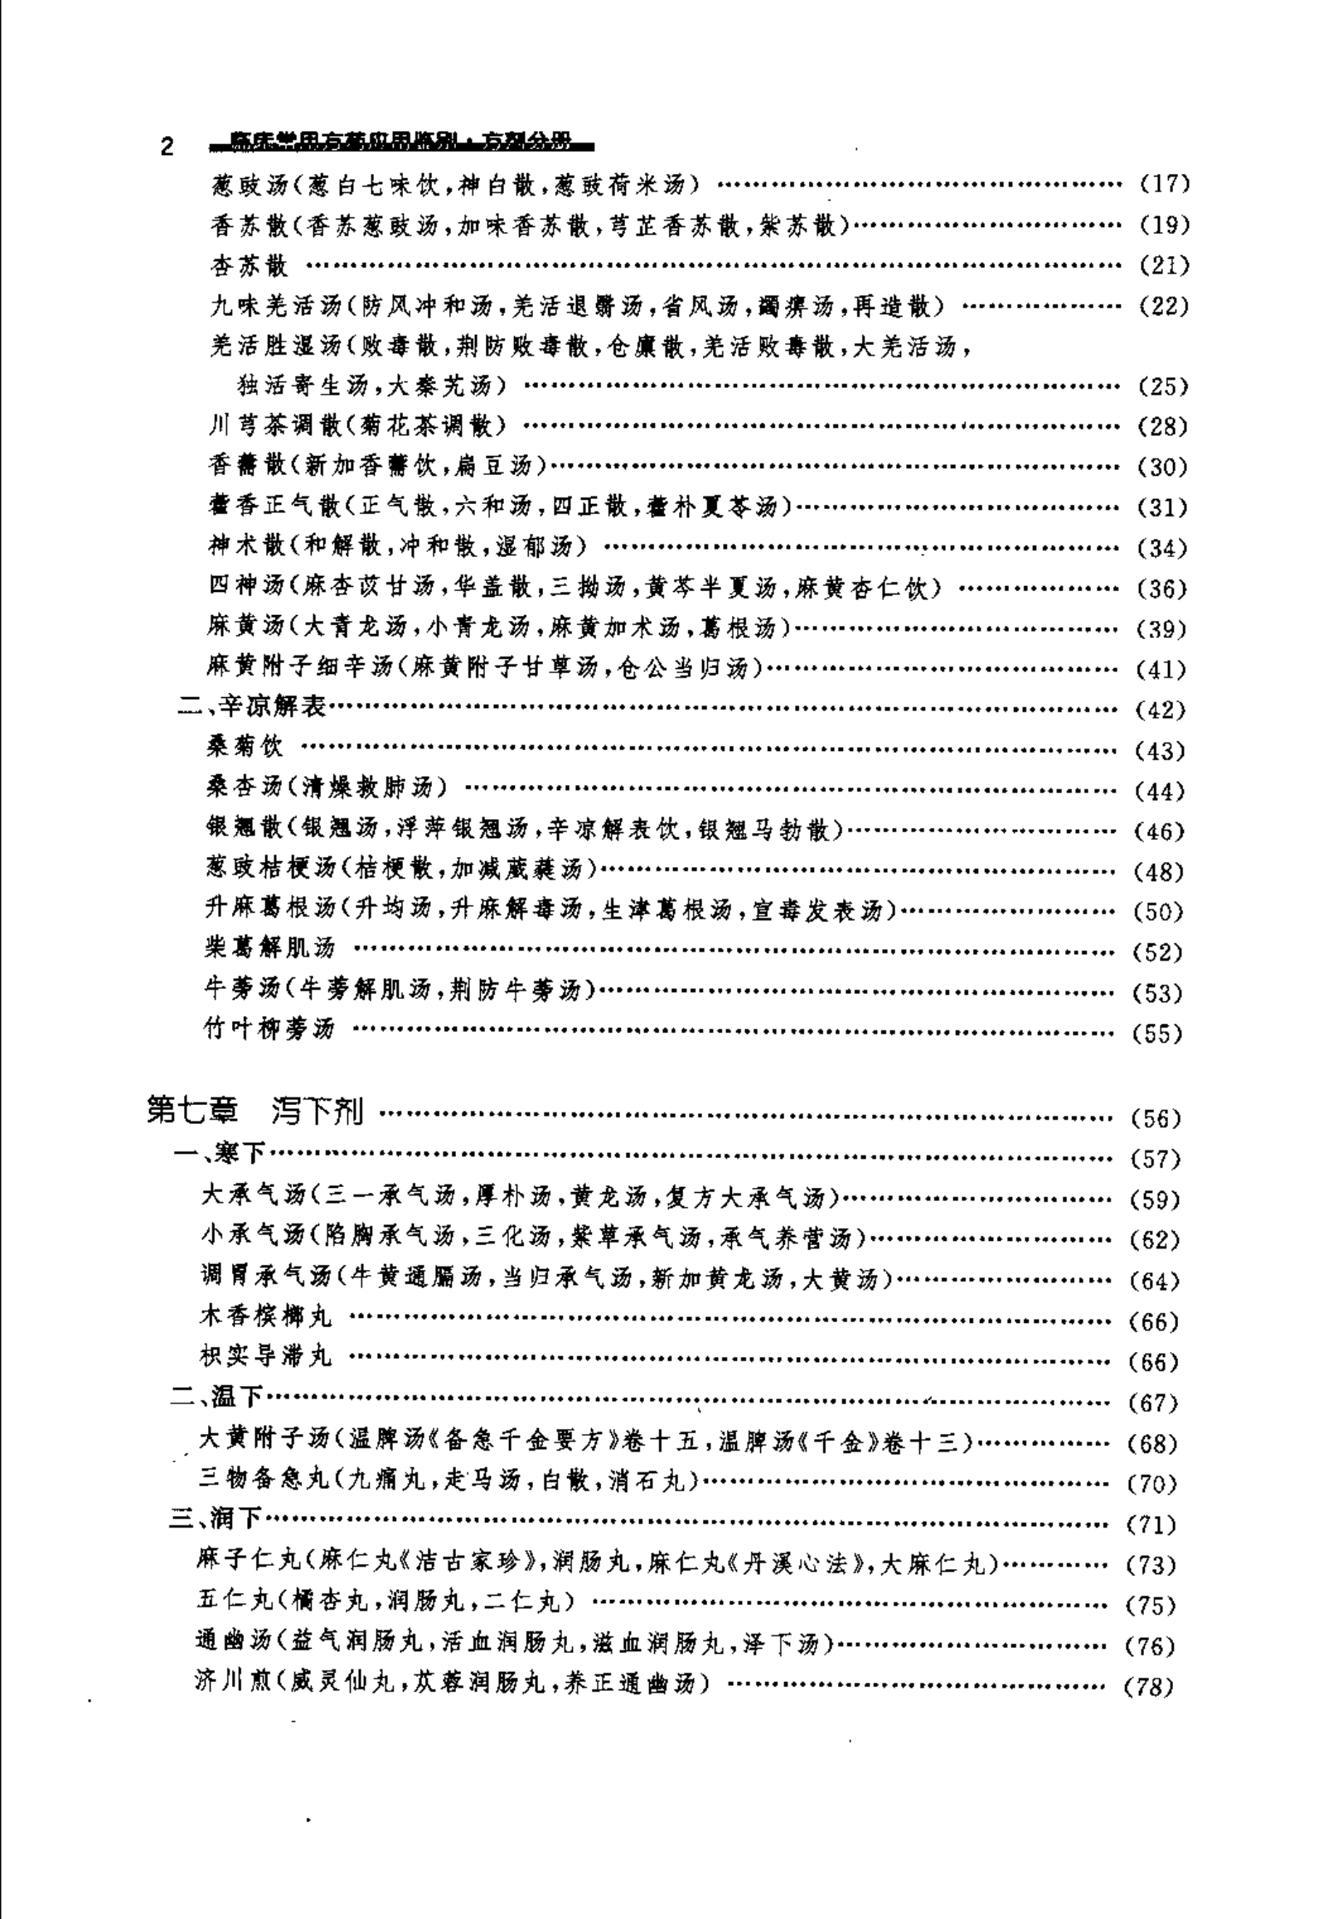 2 临床常用方药应用鉴别·方剂分册
葱豉汤(葱白七味饮,神白散,葱豉荷米汤) …………………………………… (17)
香苏散(香苏葱豉汤,加味香苏散,芎芷香苏散,紫苏散)……………………… (19)
杏苏散 ………………………………………………………………………… (21)
九味羌活汤(防风冲和汤,羌活退翳汤,省风汤,蠲痹汤,再造散) …………… (22)
羌活胜湿汤(败毒散,荆防败毒散,仓廪散,羌活败毒散,大羌活汤,
独活寄生汤,大秦艽汤) …………………………………………………… (25)
川芎茶调散(菊花茶调散) …………………………………………………… (28)
香薷散(新加香薷饮,扁豆汤)………………………………………………… (30)
藿香正气散(正气散,六和汤,四正散,藿朴夏苓汤)…………………………… (31)
神术散(和解散,冲和散,湿郁汤) …………………………………………… (34)
四神汤(麻杏苡甘汤,华盖散,三拗汤,黄芩半夏汤,麻黄杏仁饮) …………… (36)
麻黄汤(大青龙汤,小青龙汤,麻黄加术汤,葛根汤)…………………………… (39)
麻黄附子细辛汤(麻黄附子甘草汤,仓公当归汤)……………………………… (41)
二、辛凉解表……………………………………………………………………… (42)
桑菊饮 ………………………………………………………………………… (43)
桑杏汤(清燥救肺汤) ………………………………………………………… (44)
银翘散(银翘汤,浮萍银翘汤,辛凉解表饮,银翘马勃散)……………………… (46)
葱豉桔梗汤(桔梗散,加减葳蕤汤)…………………………………………… (48)
升麻葛根汤(升均汤,升麻解毒汤,生津葛根汤,宣毒发表汤)………………… (50)
柴葛解肌汤 …………………………………………………………………… (52)
牛蒡汤(牛蒡解肌汤,荆防牛蒡汤)…………………………………………… (53)
竹叶柳蒡汤 …………………………………………………………………… (55)
第七章 泻下剂 ………………………………………………………………… (56)
一、寒下…………………………………………………………………………… (57)
大承气汤(三一承气汤,厚朴汤,黄龙汤,复方大承气汤)……………………… (59)
小承气汤(陷胸承气汤,三化汤,紫草承气汤,承气养营汤)…………………… (62)
调胃承气汤(牛黄通膈汤,当归承气汤,新加黄龙汤,大黄汤)………………… (64)
木香槟榔丸 …………………………………………………………………… (66)
枳实导滞丸 …………………………………………………………………… (66)
二、温下…………………………………………………………………………… (67)
大黄附子汤(温脾汤《备急千金要方》卷十五,温脾汤《千金》卷十三)………… (68)
三物备急丸(九痛丸,走马汤,白散,消石丸)………………………………… (70)
三、润下…………………………………………………………………………… (71)
麻子仁丸(麻仁丸《洁古家珍》,润肠丸,麻仁丸《丹溪心法》,大麻仁丸)……… (73)
五仁丸(橘杏丸,润肠丸,二仁丸) …………………………………………… (75)
通幽汤(益气润肠丸,活血润肠丸,滋血润肠丸,泽下汤)……………………… (76)
济川煎(威灵仙丸,苁蓉润肠丸,养正通幽汤) ………………………………… (78)